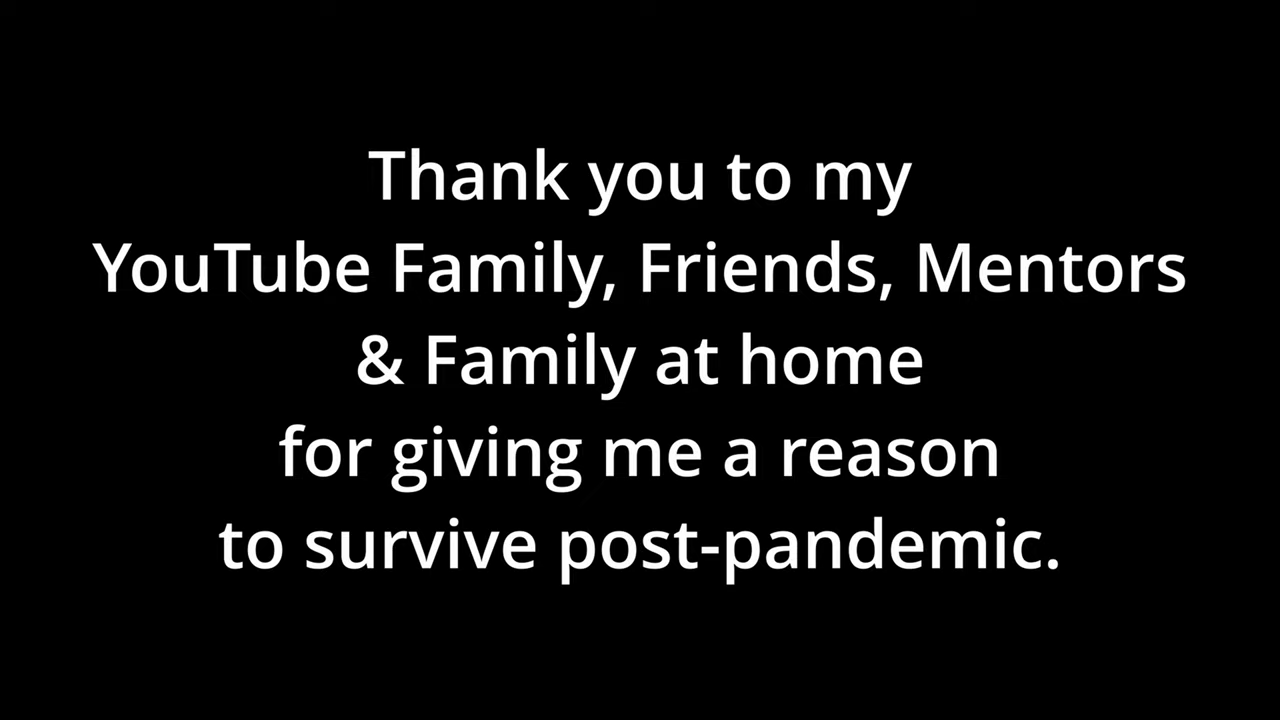 Thank you to my
YouTube Family, Friends, Mentors
& Family at home
for giving me a reason
to survive post-pandemic.